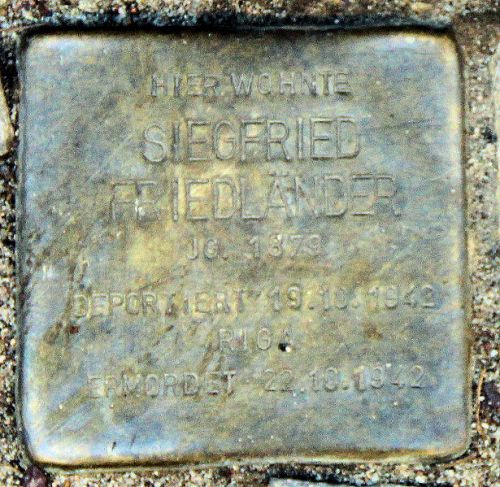 HIER WOHNTE
SIEGFRIED
FRIEDLÄNDER
JG. 1879
DEPORTIERT 19.10.1942
RIGA
ERMORDET 22.10.1942